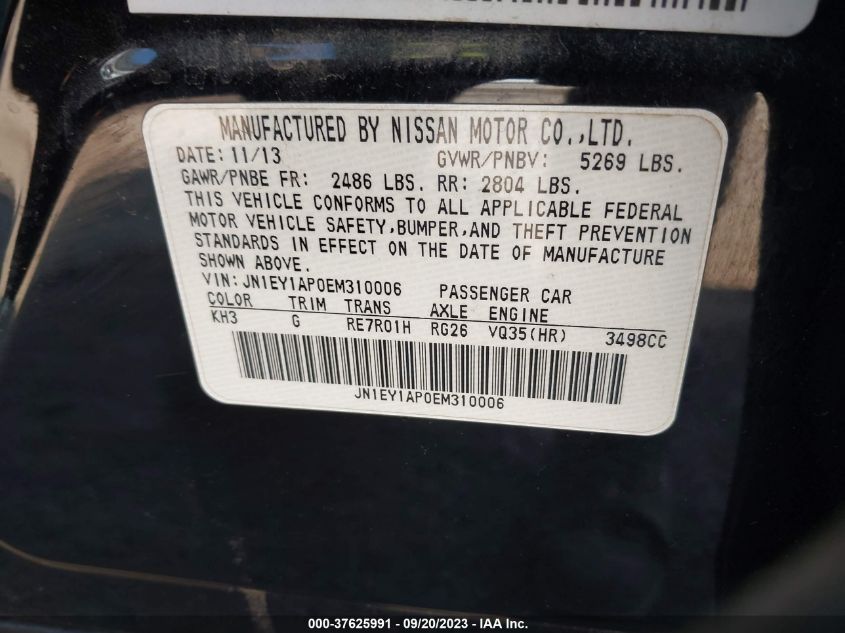 MANUFACTURED BY NISSAN MOTOR CO.,LTD.
DATE: 11/13 GVWR/PNBV: 5269 LBS.
GAWR/PNBE FR: 2486 LBS. RR: 2804 LBS.
THIS VEHICLE CONFORMS TO ALL APPLICABLE FEDERAL
MOTOR VEHICLE SAFETY,BUMPER,AND THEFT PREVENTION
STANDARDS IN EFFECT ON THE DATE OF MANUFACTURE
SHOWN ABOVE.
VIN: JN1EY1AP0EM310006 PASSENGER CAR
COLOR TRIM TRANS AXLE ENGINE
KH3 G RE7R01H RG26 VQ35(HR) 3498CC
JN1EY1AP0EM310006
000-37625991 - 09/20/2023 - IAA Inc.